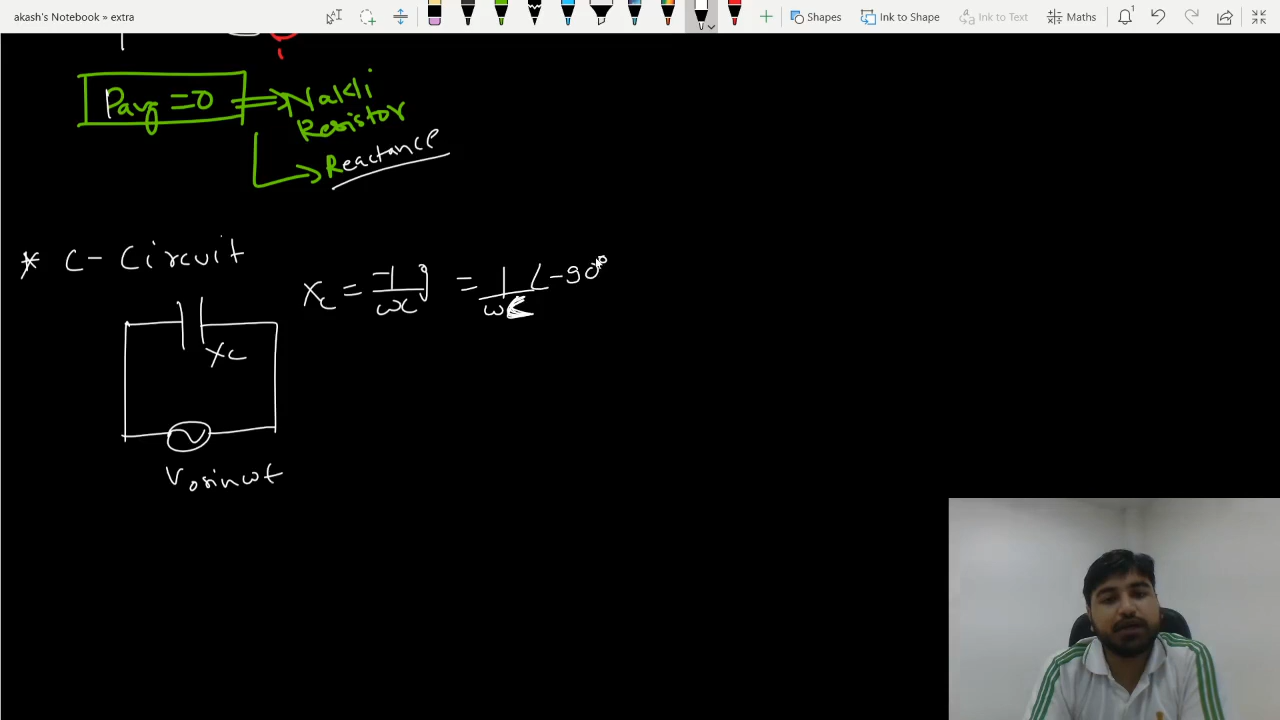 akash's Notebook » extra
Shapes Ink to Shape Ink to Text Maths
Pavg = 0 ⇒ Nakli
Resistor
→ Reactance
* C - Circuit
Xc = -1/ωC j = 1/ωC ∠-90°
Xc
V0 sinωt